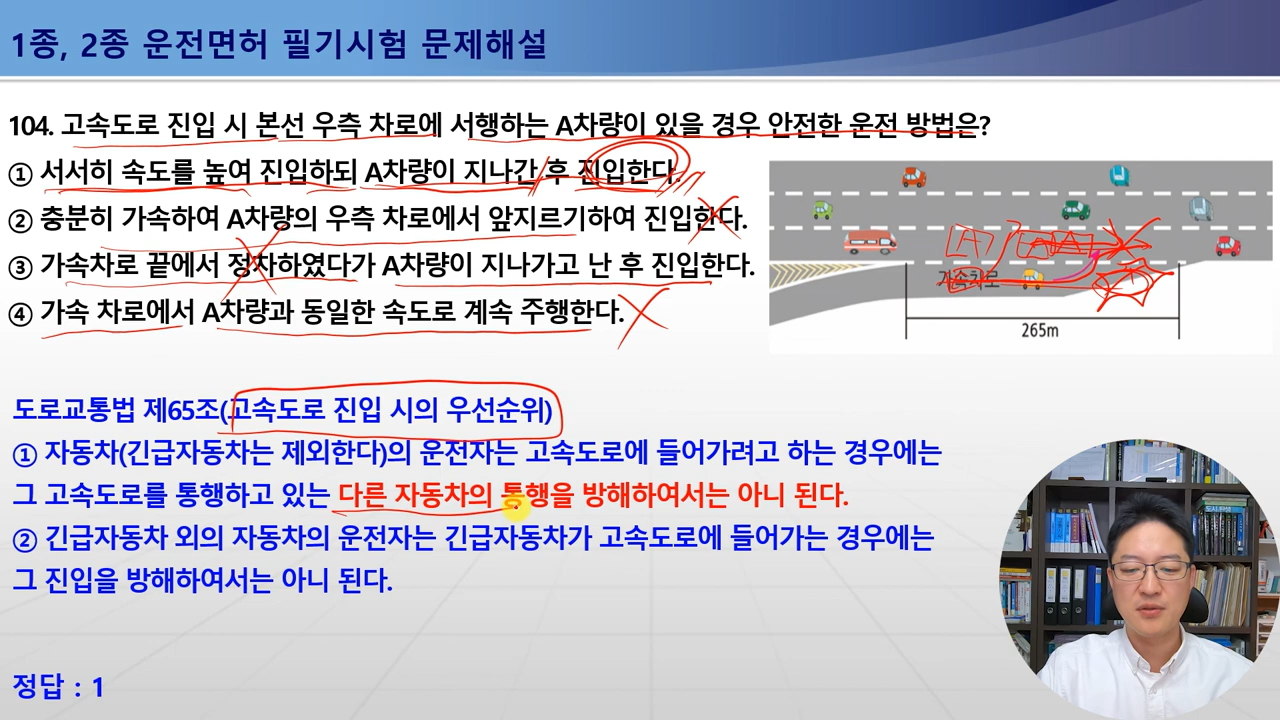 1종, 2종 운전면허 필기시험 문제해설
104. 고속도로 진입 시 본선 우측 차로에 서행하는 A차량이 있을 경우 안전한 운전 방법은?
① 서서히 속도를 높여 진입하되 A차량이 지나간 후 진입한다.
② 충분히 가속하여 A차량의 우측 차로에서 앞지르기하여 진입한다.
③ 가속차로 끝에서 정차하였다가 A차량이 지나가고 난 후 진입한다.
④ 가속 차로에서 A차량과 동일한 속도로 계속 주행한다.
A
가속차로
265m
도로교통법 제65조(고속도로 진입 시의 우선순위)
① 자동차(긴급자동차는 제외한다)의 운전자는 고속도로에 들어가려고 하는 경우에는
그 고속도로를 통행하고 있는 다른 자동차의 통행을 방해하여서는 아니 된다.
② 긴급자동차 외의 자동차의 운전자는 긴급자동차가 고속도로에 들어가는 경우에는
그 진입을 방해하여서는 아니 된다.
정답 : 1